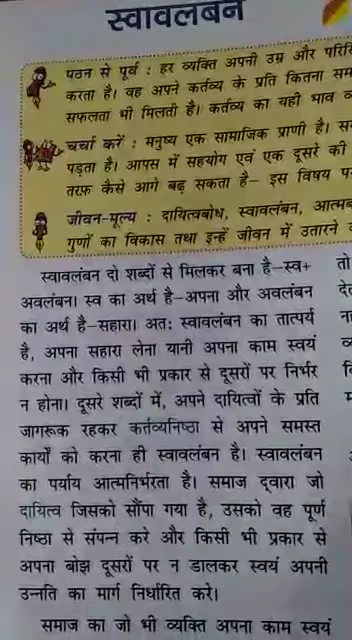 स्वावलंबन
पठन से पूर्व : हर व्यक्ति अपनी उम्र और
करता है। वह अपने कर्तव्य के प्रति कितना
सफलता भी मिलती है। कर्तव्य का यही भाव
चर्चा करें : मनुष्य एक सामाजिक प्राणी है।
पड़ता है। आपस में सहयोग एवं एक दूसरे की
तरफ़ कैसे आगे बढ़ सकता है– इस विषय
जीवन-मूल्य : दायित्वबोध, स्वावलंबन,
गुणों का विकास तथा इन्हें जीवन में उतारने
स्वावलंबन दो शब्दों से मिलकर बना है–स्व+
अवलंबन। स्व का अर्थ है–अपना और अवलंबन
का अर्थ है–सहारा। अत: स्वावलंबन का तात्पर्य
है, अपना सहारा लेना यानी अपना काम स्वयं
करना और किसी भी प्रकार से दूसरों पर निर्भर
न होना। दूसरे शब्दों में, अपने दायित्वों के प्रति
जागरूक रहकर कर्तव्यनिष्ठा से अपने समस्त
कार्यों को करना ही स्वावलंबन है। स्वावलंबन
का पर्याय आत्मनिर्भरता है। समाज द्वारा जो
दायित्व जिसको सौंपा गया है, उसको वह पूर्ण
निष्ठा से संपन्न करे और किसी भी प्रकार से
अपना बोझ दूसरों पर न डालकर स्वयं अपनी
उन्नति का मार्ग निर्धारित करे।
समाज का जो भी व्यक्ति अपना काम स्वयं
तो